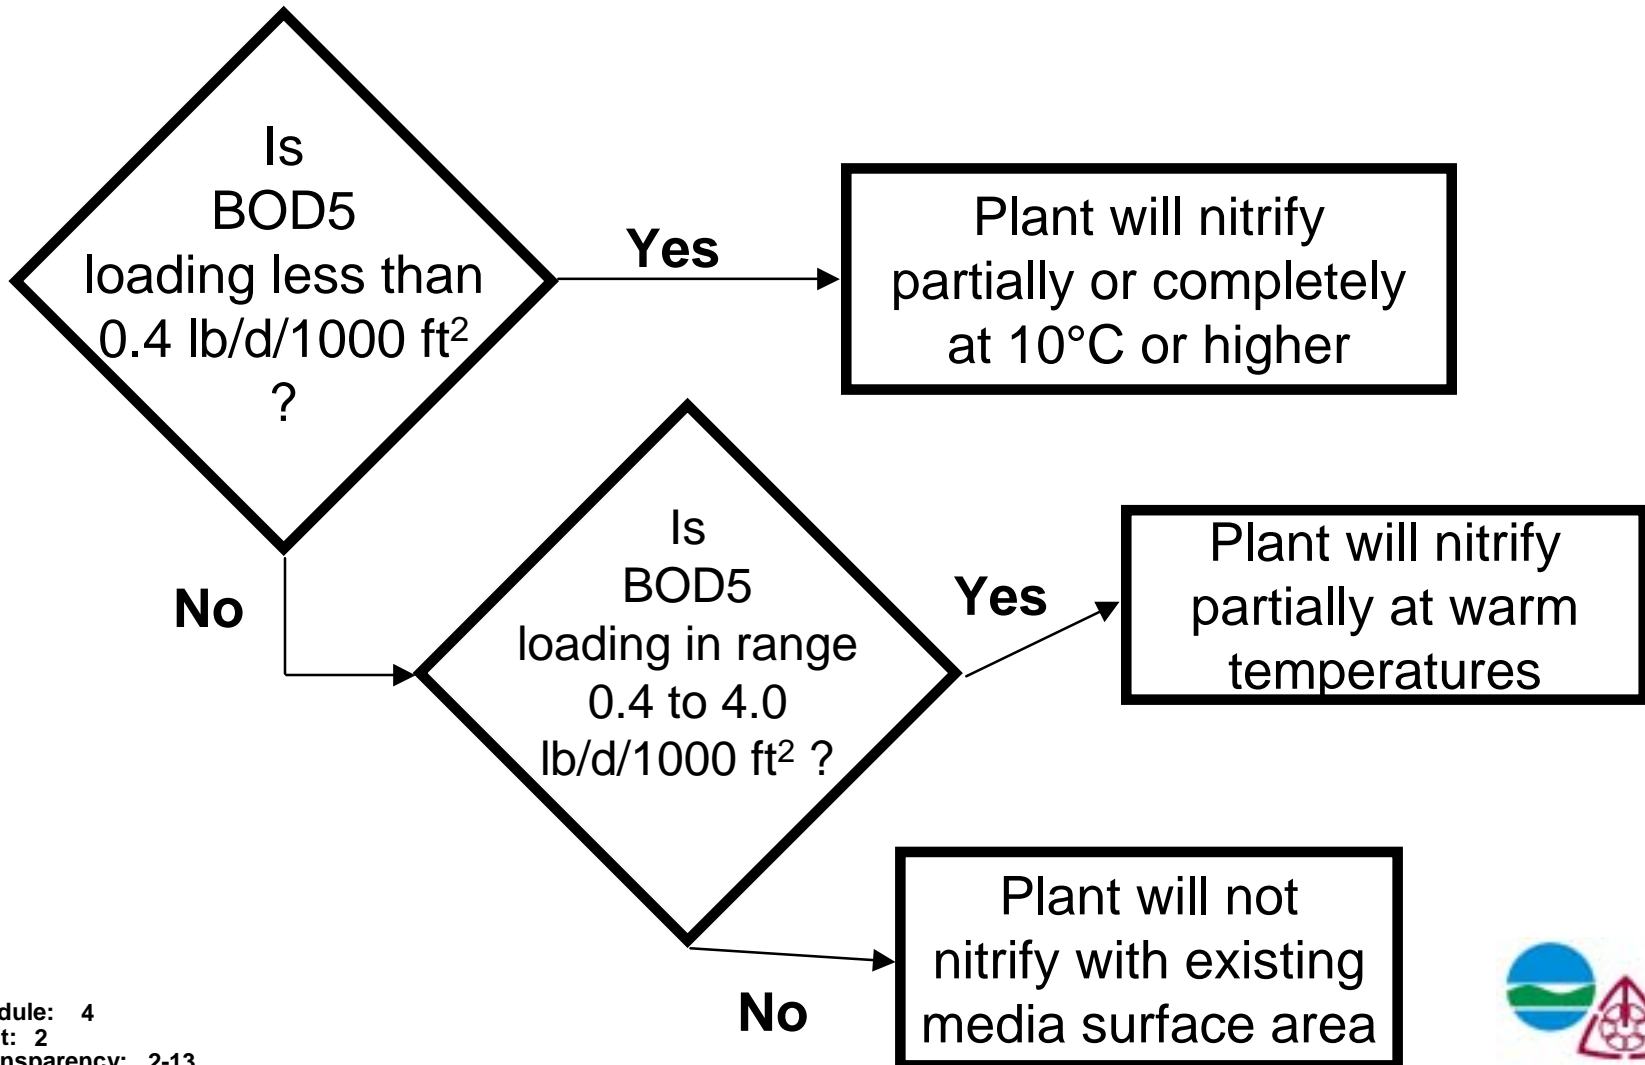 Is
BOD5
loading less than
0.4 lb/d/1000 ft²
?
Yes
Plant will nitrify
partially or completely
at 10°C or higher
No
Is
BOD5
loading in range
0.4 to 4.0
lb/d/1000 ft² ?
Yes
Plant will nitrify
partially at warm
temperatures
No
Plant will not
nitrify with existing
media surface area
dule: 4
t: 2
nsparency: 2-13